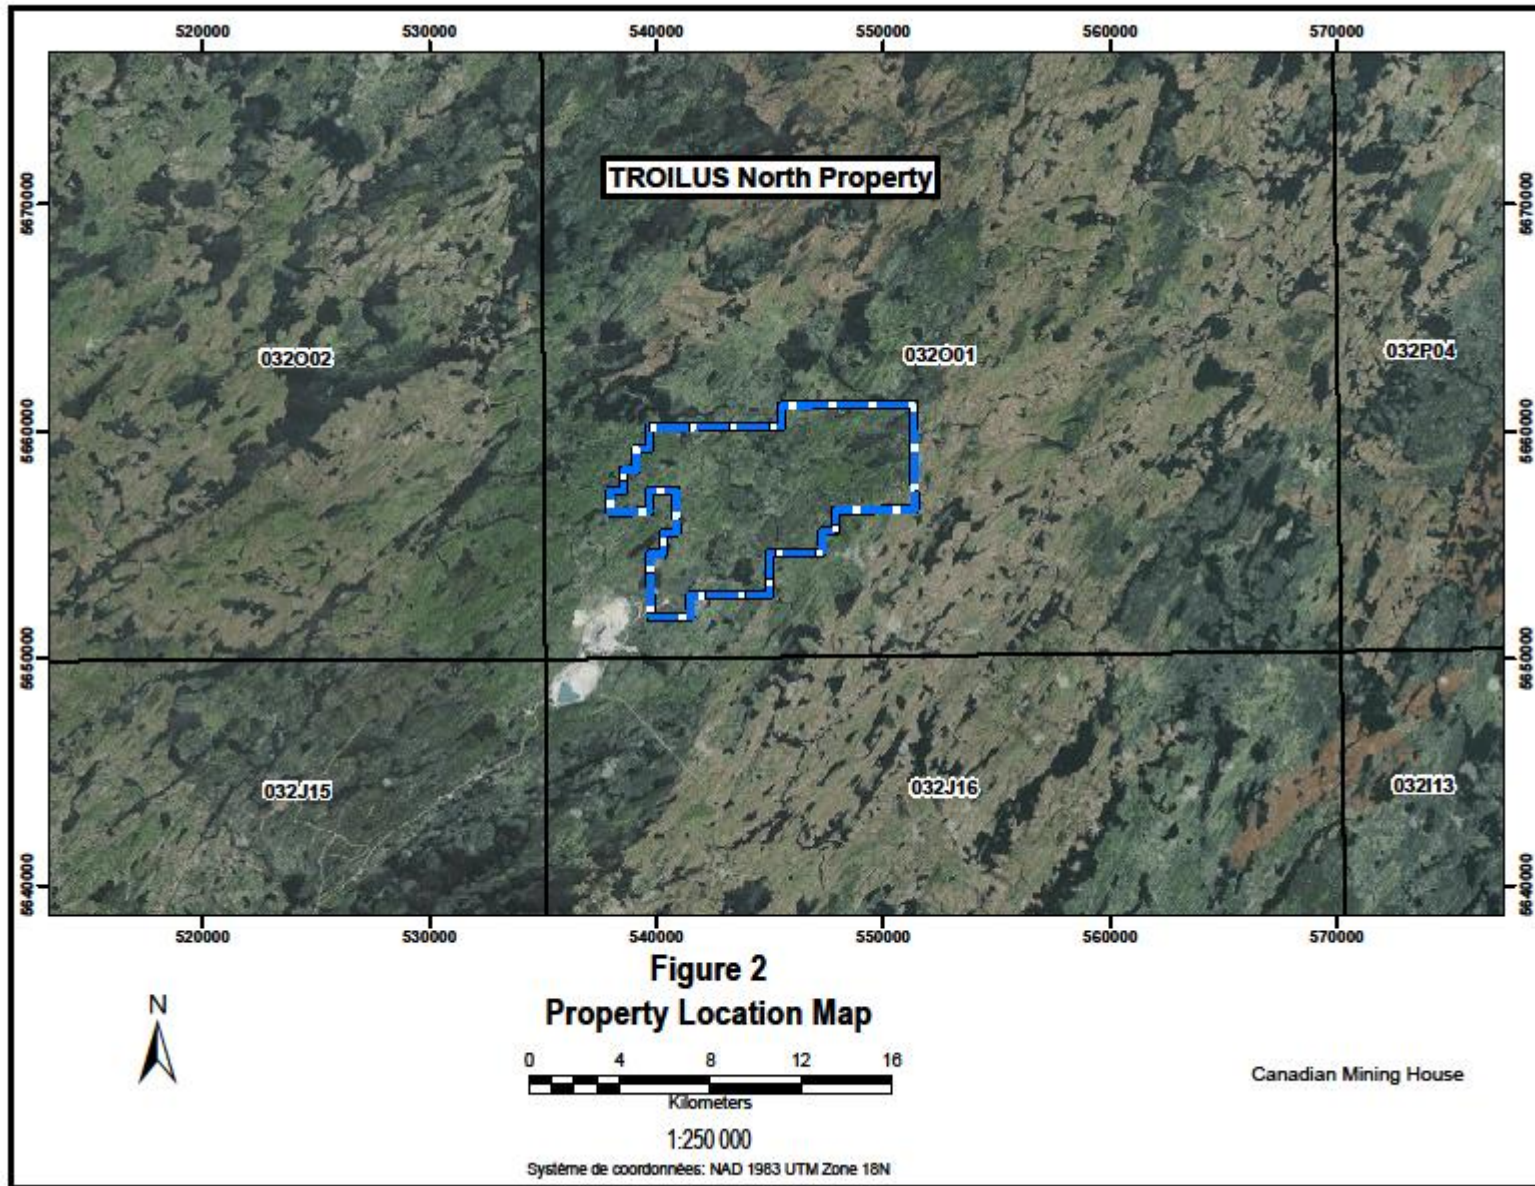 520000 530000 540000 550000 560000 570000
TROILUS North Property
5670000 5670000
032O02 032O01 032P04
5660000 5660000
5650000 5650000
032J15 032J16 032I13
5640000 5640000
520000 530000 540000 550000 560000 570000
Figure 2
Property Location Map
N
0 4 8 12 16
Kilometers
Canadian Mining House
1:250 000
Système de coordonnées: NAD 1983 UTM Zone 18N